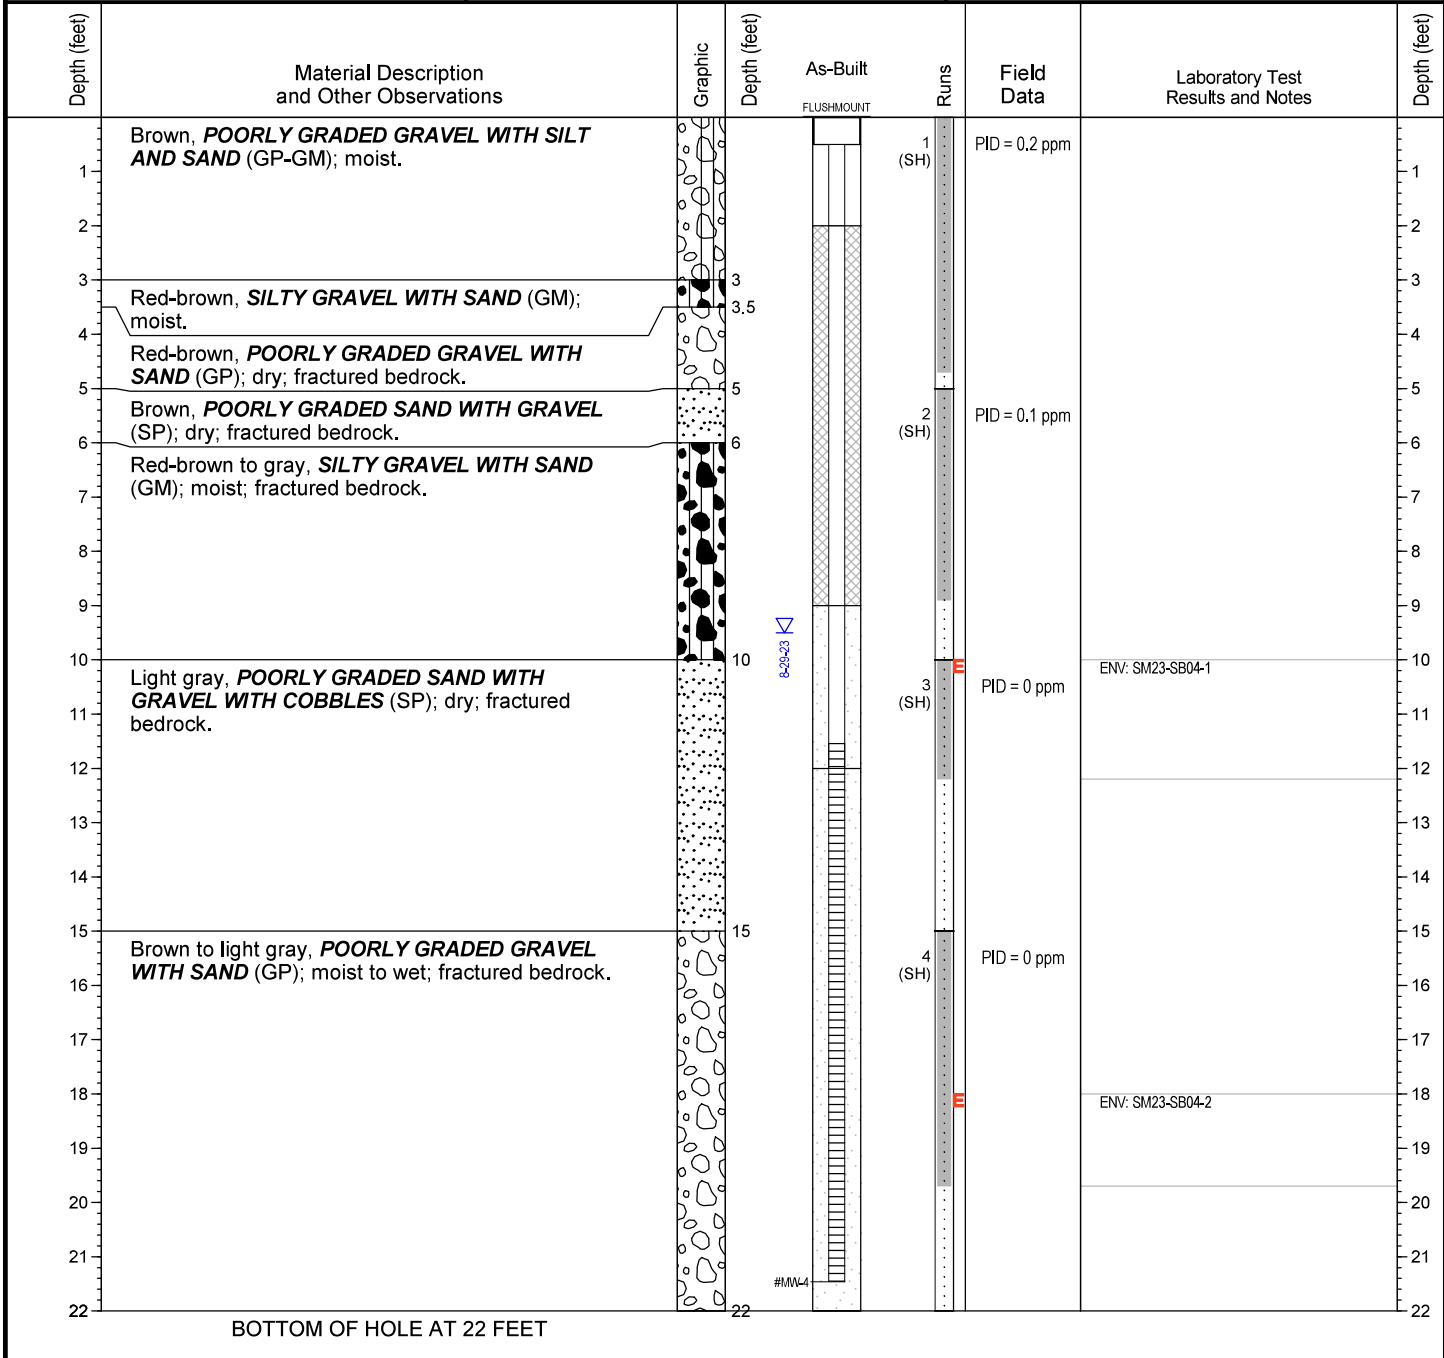 Depth (feet)
Material Description
and Other Observations
Graphic
Depth (feet)
As-Built
FLUSHMOUNT
Runs
Field
Data
Laboratory Test
Results and Notes
Depth (feet)
Brown, POORLY GRADED GRAVEL WITH SILT
AND SAND (GP-GM); moist.
Red-brown, SILTY GRAVEL WITH SAND (GM);
moist.
Red-brown, POORLY GRADED GRAVEL WITH
SAND (GP); dry; fractured bedrock.
Brown, POORLY GRADED SAND WITH GRAVEL
(SP); dry; fractured bedrock.
Red-brown to gray, SILTY GRAVEL WITH SAND
(GM); moist; fractured bedrock.
Light gray, POORLY GRADED SAND WITH
GRAVEL WITH COBBLES (SP); dry; fractured
bedrock.
Brown to light gray, POORLY GRADED GRAVEL
WITH SAND (GP); moist to wet; fractured bedrock.
1
2
3
4
5
6
7
8
9
10
11
12
13
14
15
16
17
18
19
20
21
22
3
3.5
5
6
10
15
22
8-29-23
#MW-4
1
(SH)
2
(SH)
3
(SH)
4
(SH)
E
E
PID = 0.2 ppm
PID = 0.1 ppm
PID = 0 ppm
PID = 0 ppm
ENV: SM23-SB04-1
ENV: SM23-SB04-2
1
2
3
4
5
6
7
8
9
10
11
12
13
14
15
16
17
18
19
20
21
22
BOTTOM OF HOLE AT 22 FEET